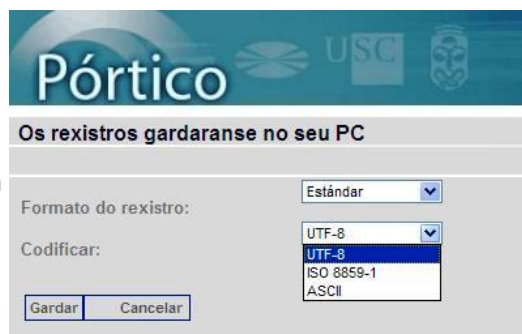 Pórtico
USC
Os rexistros gardaranse no seu PC
Formato do rexistro:
Estándar
Codificar:
UTF-8
UTF-8
ISO 8859-1
ASCII
Gardar
Cancelar